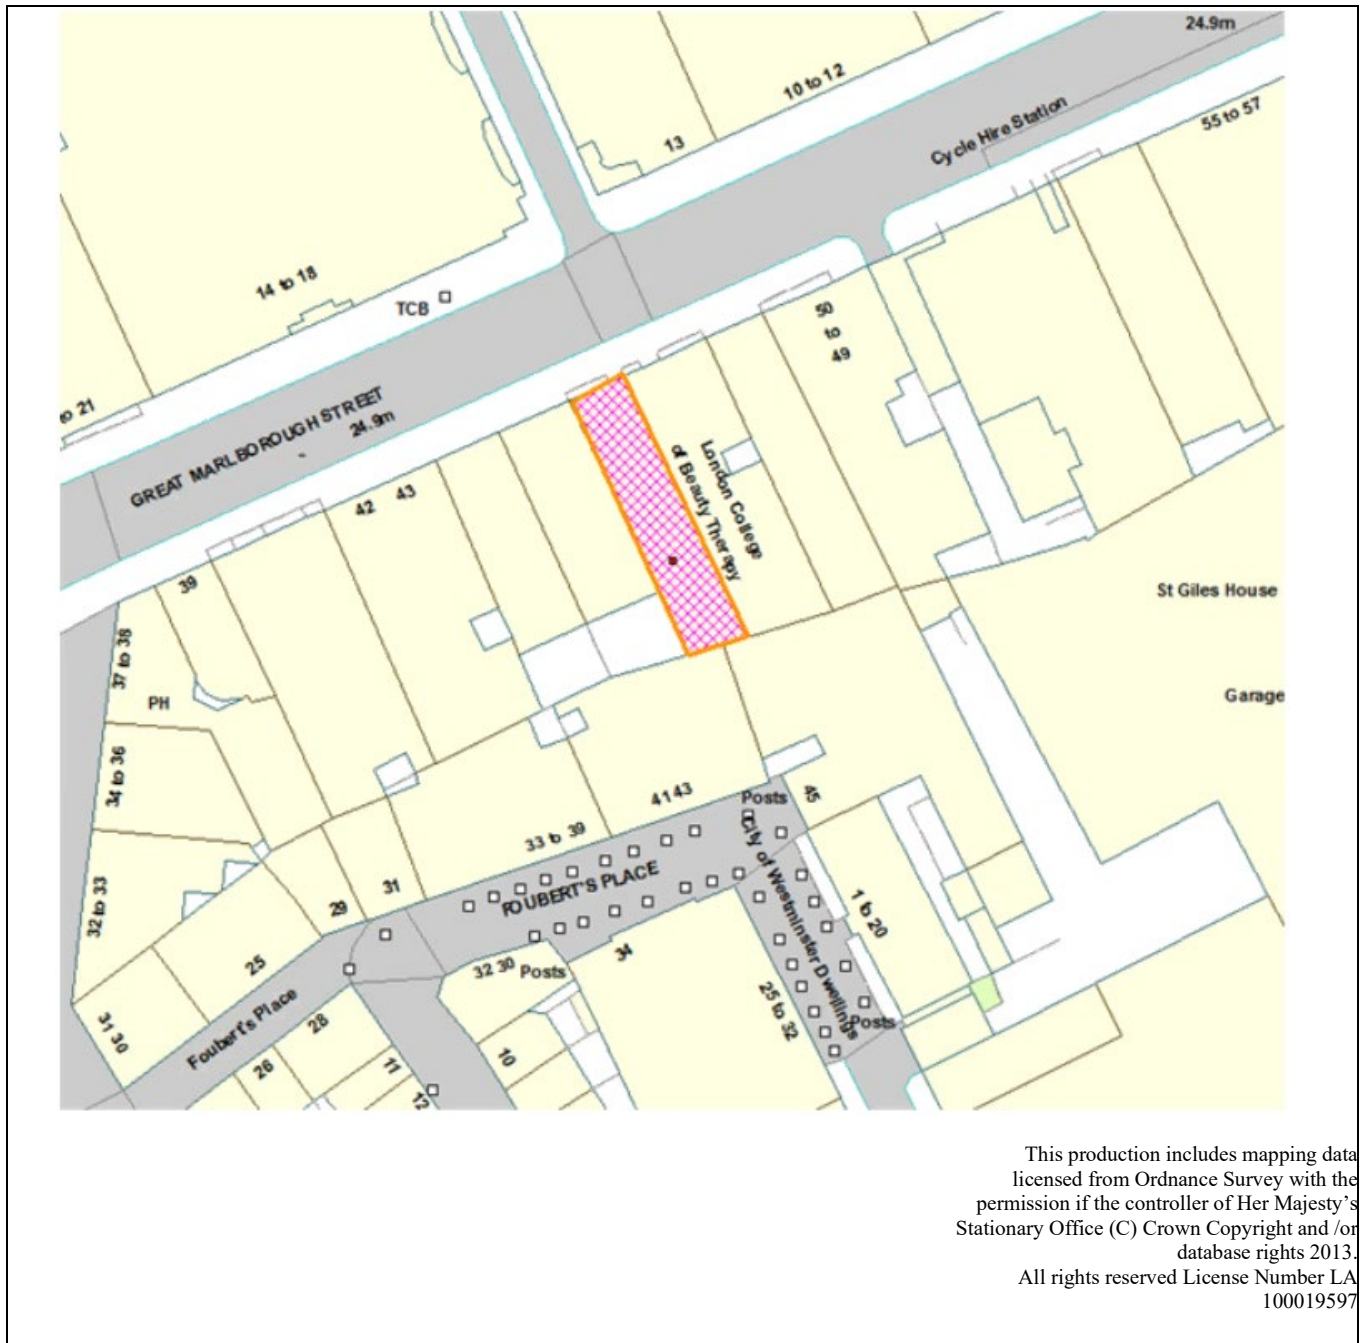 24.9m
10 to 12
13
Cycle Hire Station
55 to 57
14 to 18
TCB
50
to
49
to 21
GREAT MARLBOROUGH STREET
24.9m
London College
of Beauty Therapy
42
43
39
St Giles House
37 to 38
PH
Garage
34 to 36
41 43
Posts
45
33 to 39
FOUBERT'S PLACE
City of Westminster Dwellings
31
29
32 to 33
1 to 20
25
34
32 30
Posts
25 to 32
Posts
31 30
Foubert's Place
28
26
11
12
10
This production includes mapping data
licensed from Ordnance Survey with the
permission if the controller of Her Majesty's
Stationary Office (C) Crown Copyright and /or
database rights 2013.
All rights reserved License Number LA
100019597